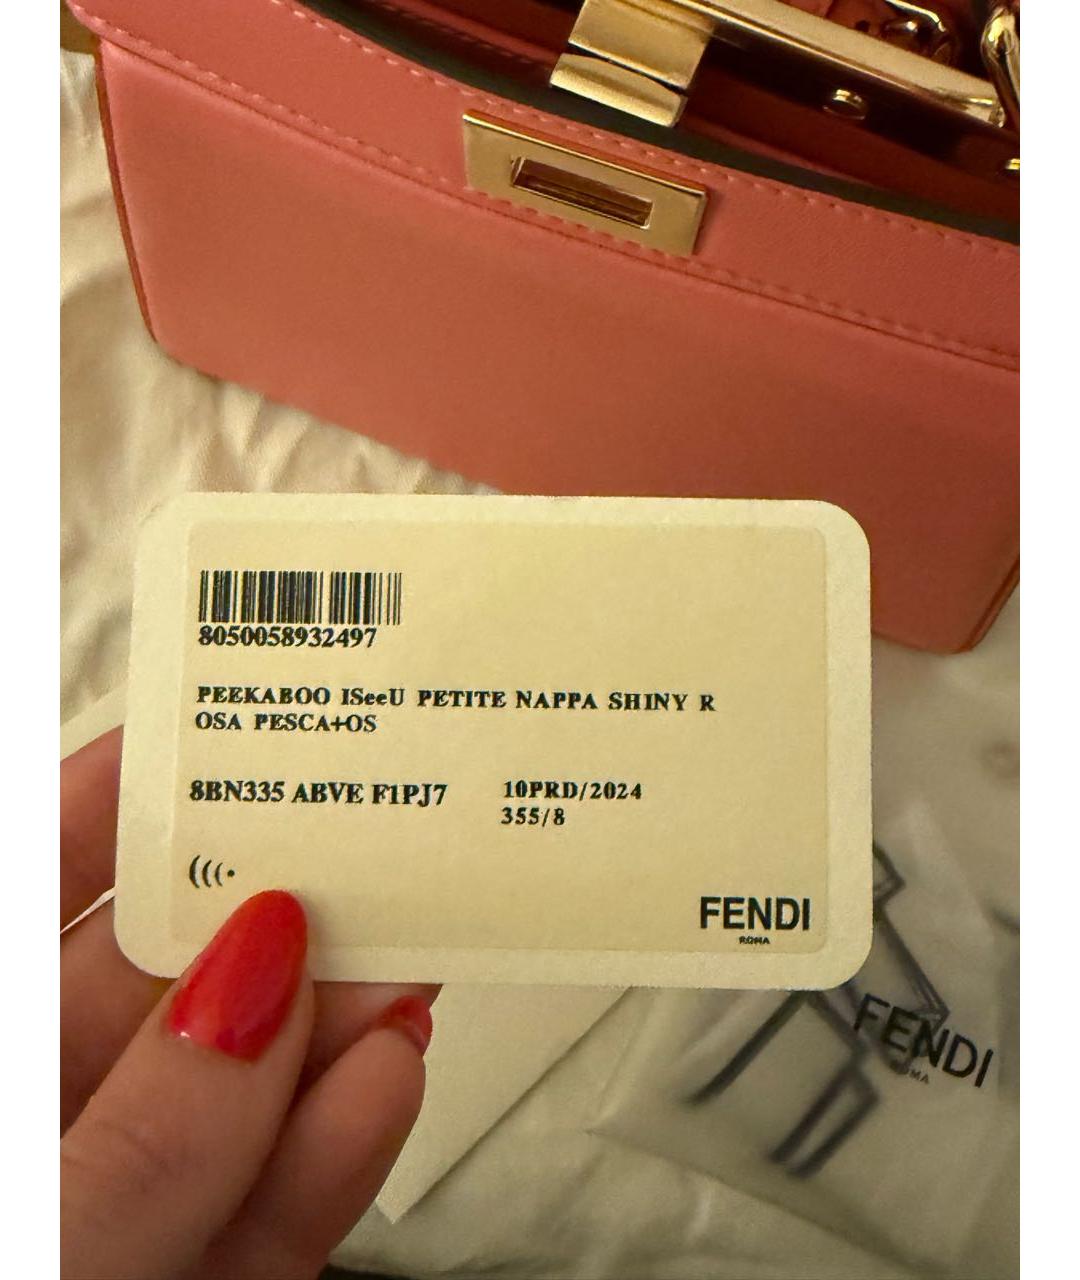 8050058932497
PEEKABOO ISeeU PETITE NAPPA SHINY R
OSA PESCA+OS
8BN335 ABVE F1PJ7
10PRD/2024
355/8
FENDI
ROMA
FENDI
ROMA